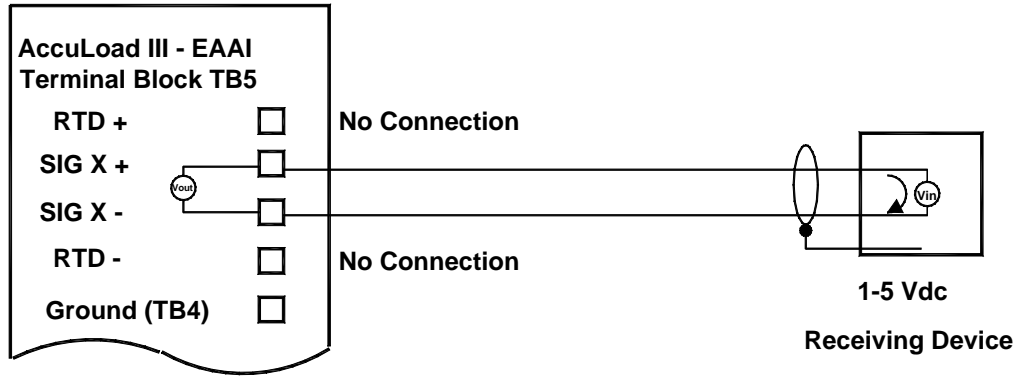 AccuLoad III - EAAI
Terminal Block TB5
RTD +
No Connection
SIG X +
Vout
Vin
SIG X -
RTD -
No Connection
Ground (TB4)
1-5 Vdc
Receiving Device